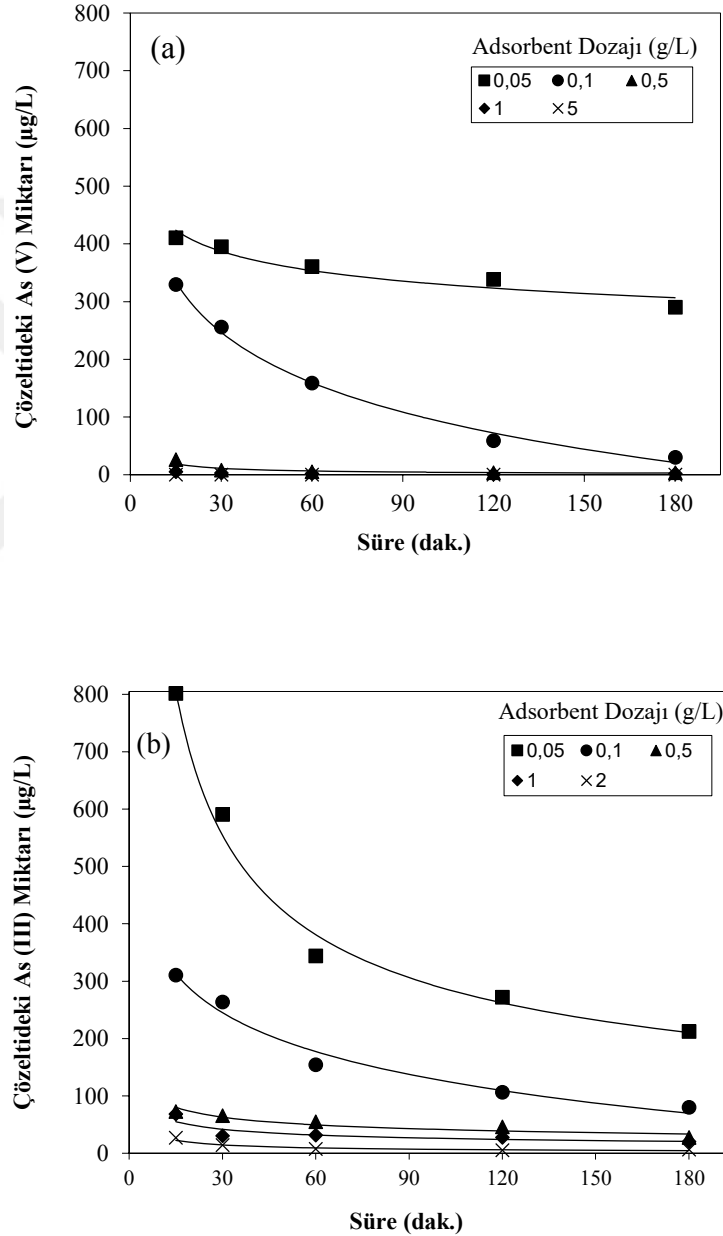 (a)
Adsorbent Dozajı (g/L)
0,05 0,1 0,5
1 5
Çözeltideki As (V) Miktarı (µg/L)
800
700
600
500
400
300
200
100
0
0 30 60 90 120 150 180
Süre (dak.)
(b)
Adsorbent Dozajı (g/L)
0,05 0,1 0,5
1 2
Çözeltideki As (III) Miktarı (µg/L)
800
700
600
500
400
300
200
100
0
0 30 60 90 120 150 180
Süre (dak.)